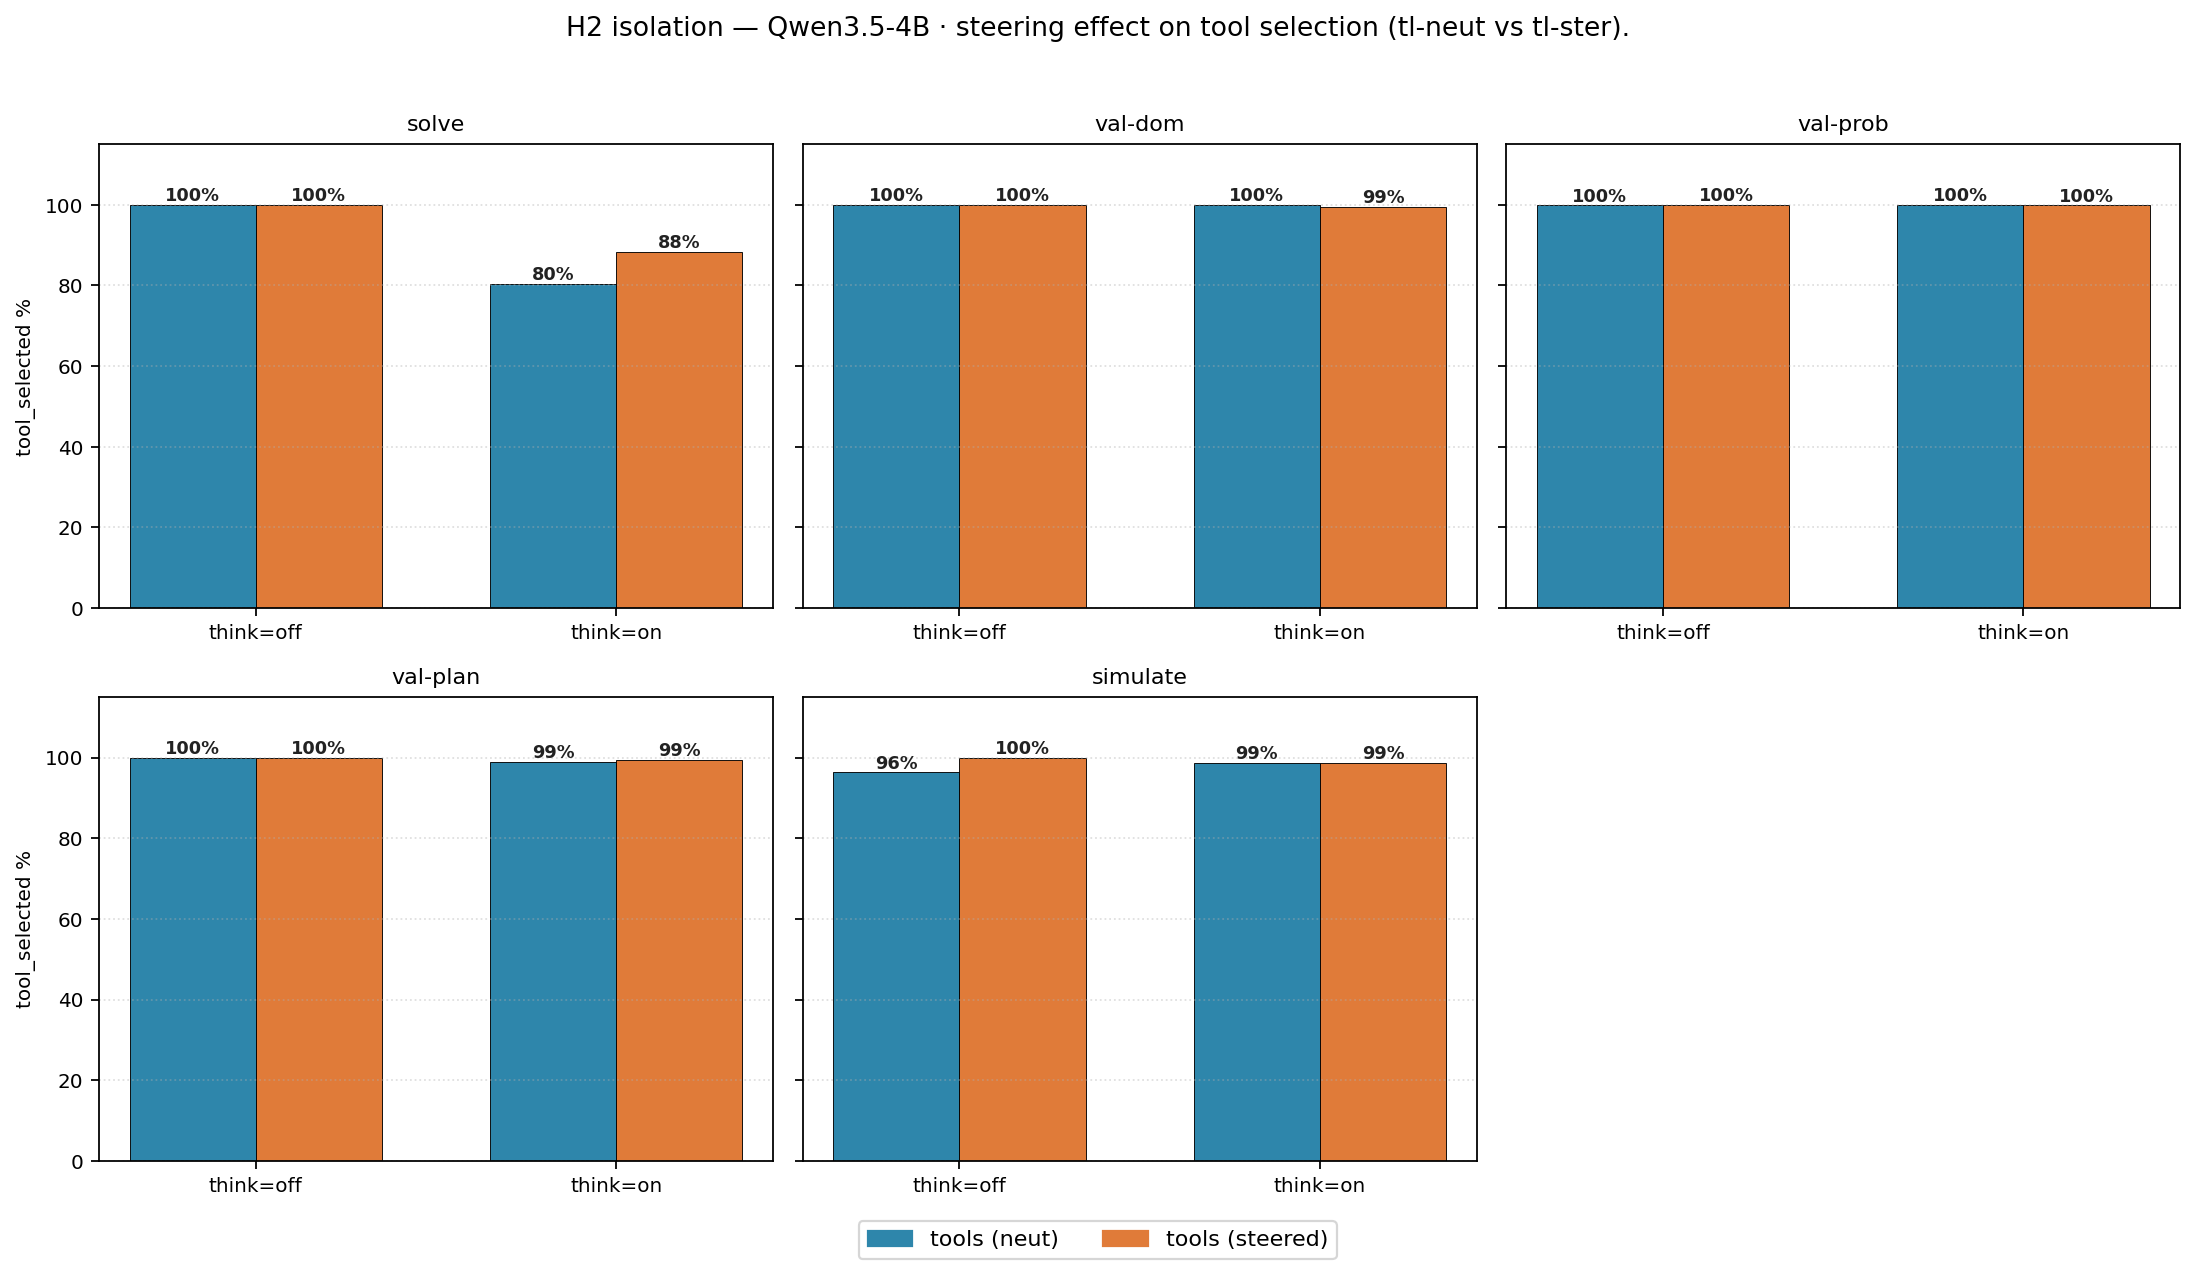 H2 isolation — Qwen3.5-4B · steering effect on tool selection (tl-neut vs tl-ster).
solve
val-dom
val-prob
tool_selected %
100
80
60
40
20
0
100%
100%
80%
88%
think=off
think=on
100%
100%
100%
99%
think=off
think=on
100%
100%
100%
100%
think=off
think=on
val-plan
simulate
tool_selected %
100
80
60
40
20
0
100%
100%
99%
99%
think=off
think=on
96%
100%
99%
99%
think=off
think=on
tools (neut)
tools (steered)